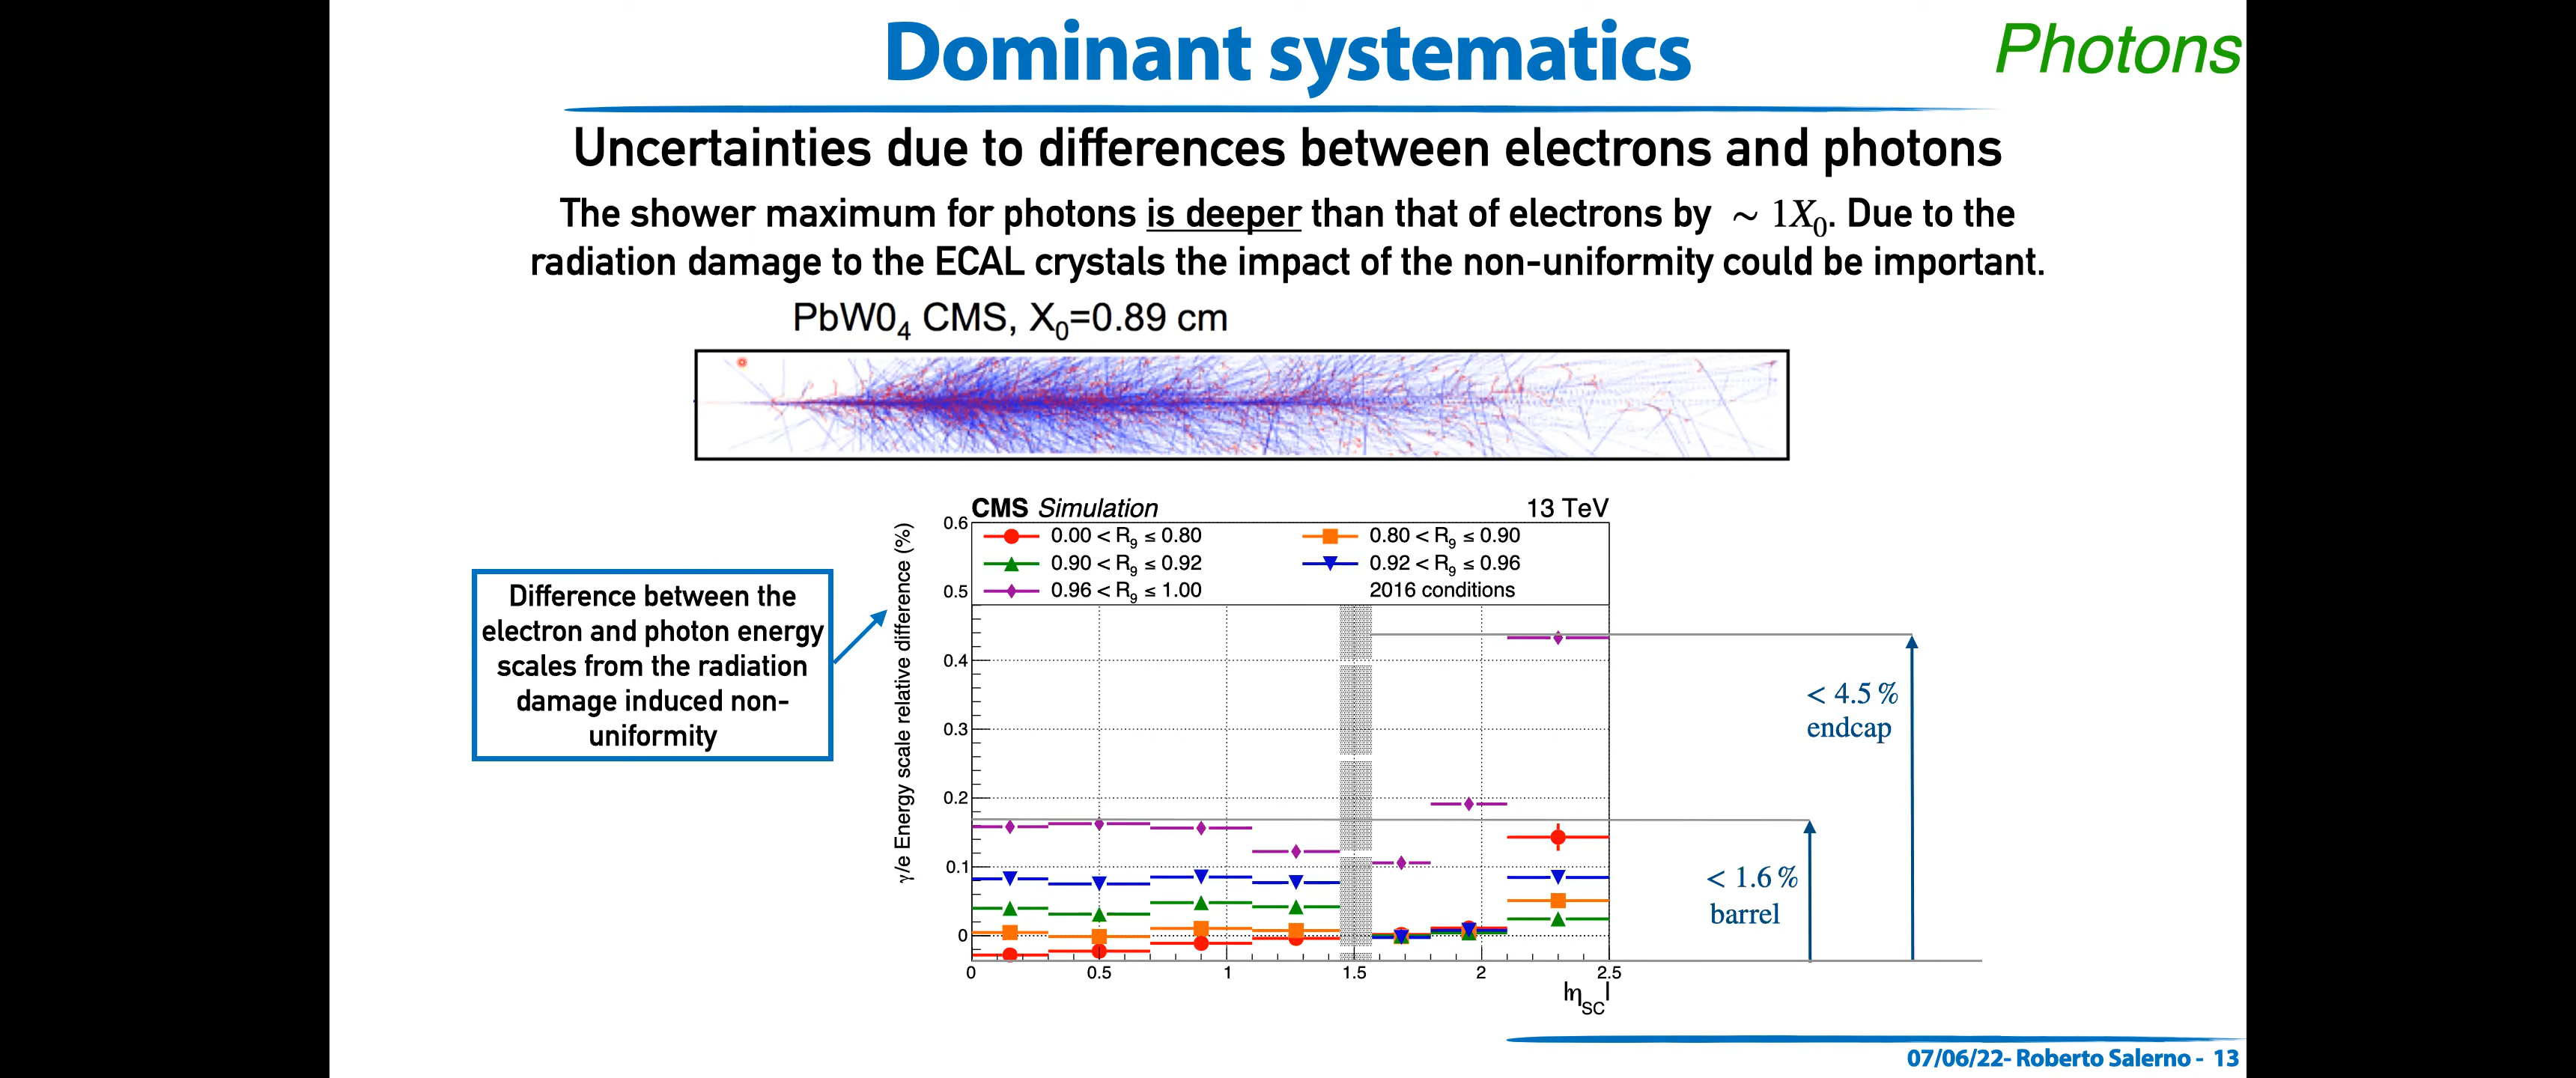 Dominant systematics
Photons
Uncertainties due to differences between electrons and photons
The shower maximum for photons is deeper than that of electrons by ∼ 1X₀. Due to the
radiation damage to the ECAL crystals the impact of the non-uniformity could be important.
PbW0₄ CMS, X₀=0.89 cm
Difference between the
electron and photon energy
scales from the radiation
damage induced non-
uniformity
CMS Simulation
13 TeV
γ/e Energy scale relative difference (%)
0.00 < R₉ ≤ 0.80
0.80 < R₉ ≤ 0.90
0.90 < R₉ ≤ 0.92
0.92 < R₉ ≤ 0.96
0.96 < R₉ ≤ 1.00
2016 conditions
0.6
0.5
0.4
0.3
0.2
0.1
0
0 0.5 1 1.5 2 2.5
|η_SC|
< 4.5 %
endcap
< 1.6 %
barrel
07/06/22- Roberto Salerno - 13